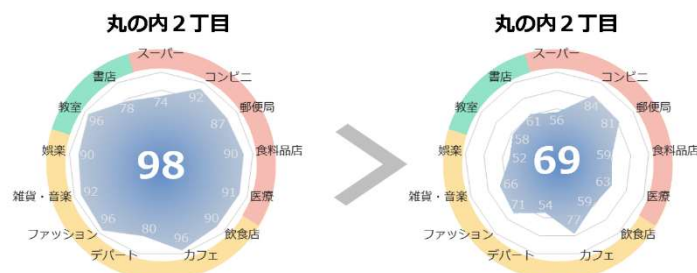 丸の内２丁目
スーパー
コンビニ
郵便局
食料品店
医療
飲食店
カフェ
デパート
ファッション
雑貨・音楽
娯楽
教室
書店
74
92
87
90
91
90
96
80
96
92
90
96
78
98
丸の内２丁目
スーパー
コンビニ
郵便局
食料品店
医療
飲食店
カフェ
デパート
ファッション
雑貨・音楽
娯楽
教室
書店
56
84
81
59
63
59
77
54
71
66
52
58
61
69